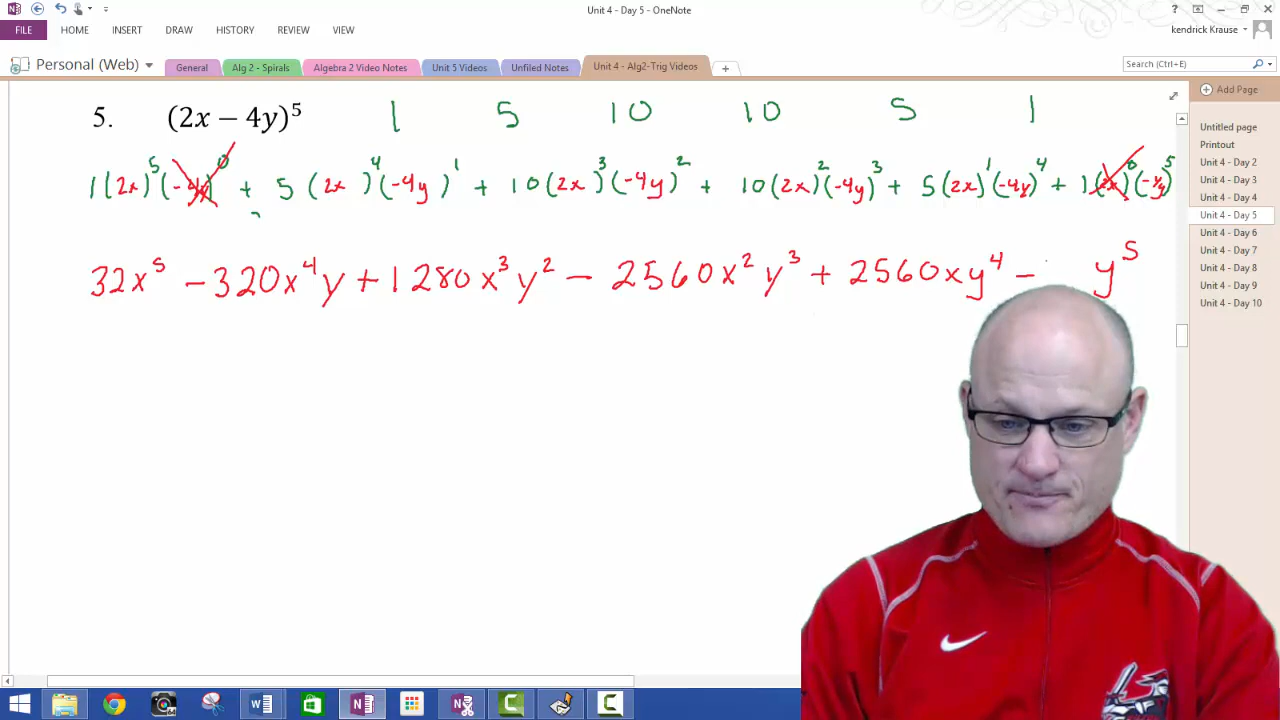 Unit 4 - Day 5 - OneNote
FILE HOME INSERT DRAW HISTORY REVIEW VIEW
kendrick Krause
Personal (Web) General Alg 2 - Spirals Algebra 2 Video Notes Unit 5 Videos Unfiled Notes Unit 4 - Alg2-Trig Videos
Search (Ctrl+E)
Add Page
Untitled page
Printout
Unit 4 - Day 2
Unit 4 - Day 3
Unit 4 - Day 4
Unit 4 - Day 5
Unit 4 - Day 6
Unit 4 - Day 7
Unit 4 - Day 8
Unit 4 - Day 9
Unit 4 - Day 10
5. (2x − 4y)⁵ 1 5 10 10 5 1
1(2x)⁵(-4y)⁰ + 5(2x)⁴(-4y)¹ + 10(2x)³(-4y)² + 10(2x)²(-4y)³ + 5(2x)¹(-4y)⁴ + 1(2x)⁰(-4y)⁵
32x⁵ − 320x⁴y + 1280x³y² − 2560x²y³ + 2560xy⁴ − y⁵